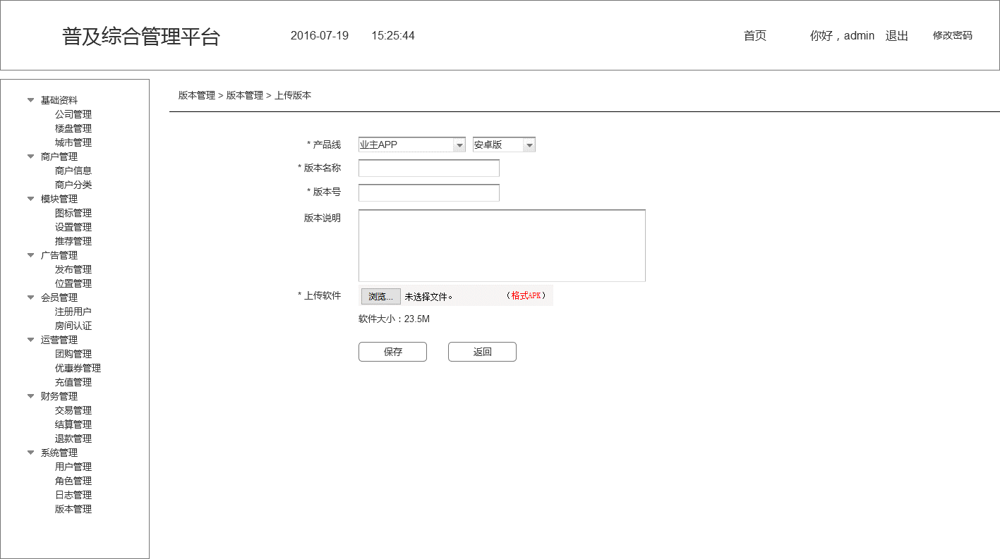 普及综合管理平台 2016-07-19 15:25:44 首页 你好，admin 退出 修改密码
版本管理 > 版本管理 > 上传版本
基础资料
公司管理
楼盘管理
城市管理
商户管理
商户信息
商户分类
模块管理
图标管理
设置管理
推荐管理
广告管理
发布管理
位置管理
会员管理
注册用户
房间认证
运营管理
团购管理
优惠券管理
充值管理
财务管理
交易管理
结算管理
退款管理
系统管理
用户管理
角色管理
日志管理
版本管理
* 产品线 业主APP 安卓版
* 版本名称
* 版本号
版本说明
* 上传软件 浏览... 未选择文件。 （格式APK）
软件大小：23.5M
保存 返回